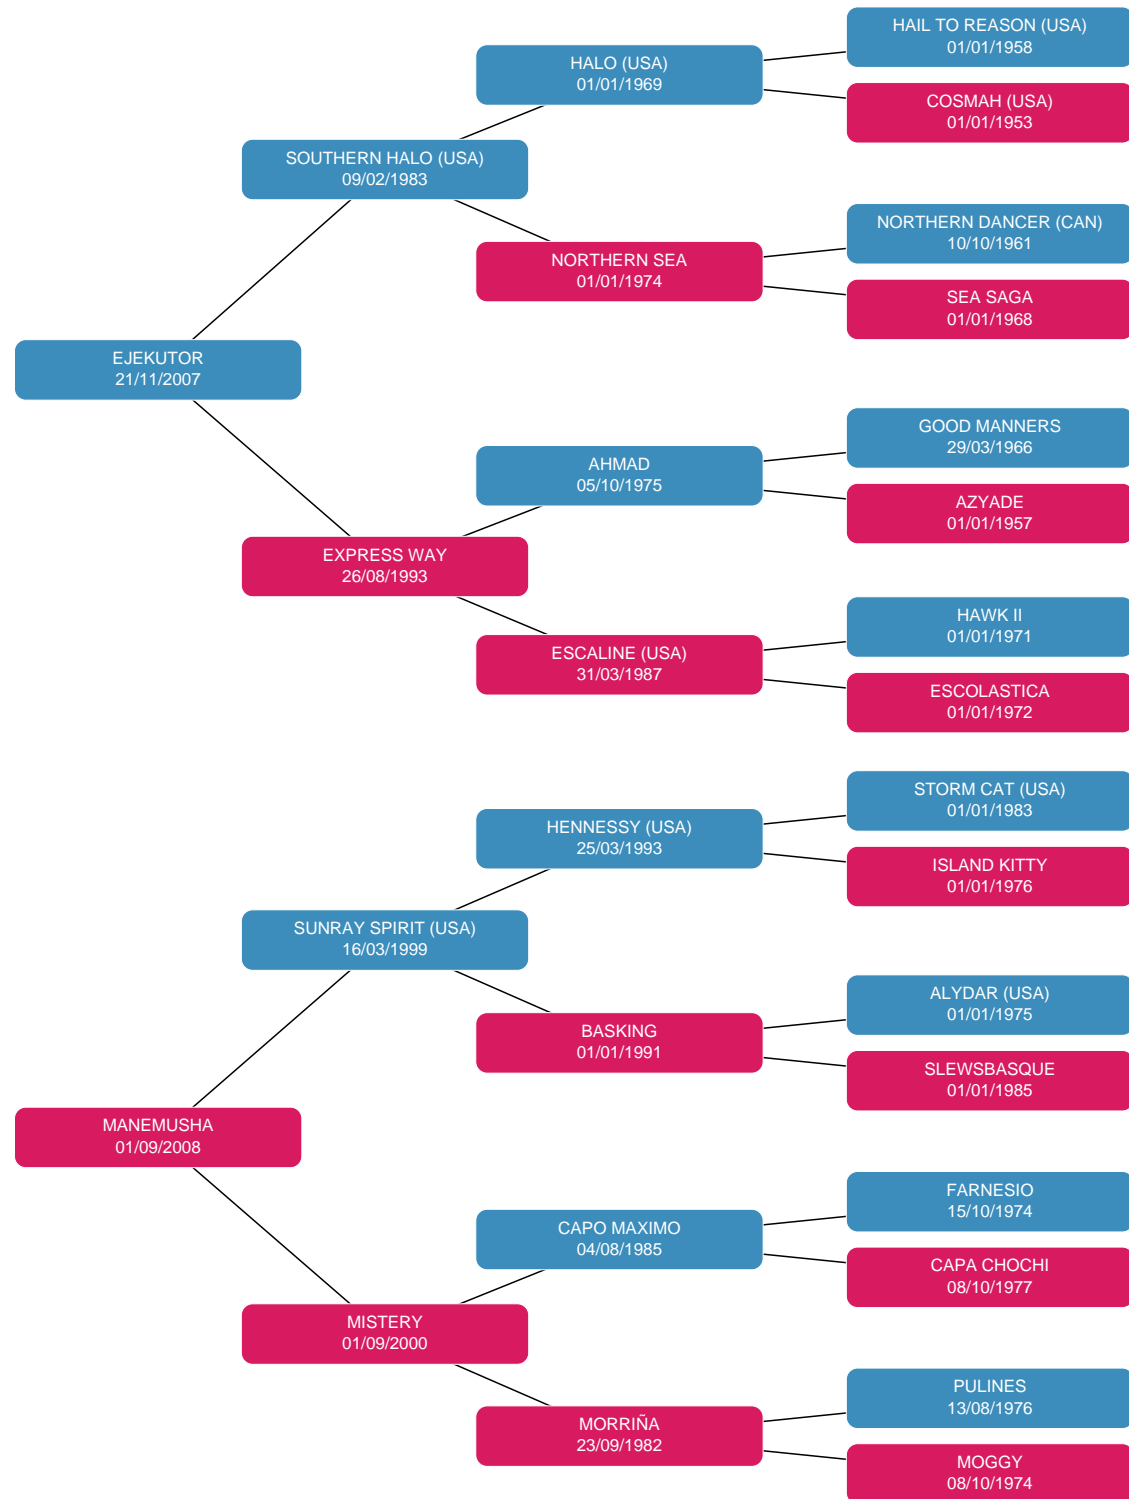 HAIL TO REASON (USA)
01/01/1958
HALO (USA)
01/01/1969
COSMAH (USA)
01/01/1953
SOUTHERN HALO (USA)
09/02/1983
NORTHERN DANCER (CAN)
10/10/1961
NORTHERN SEA
01/01/1974
SEA SAGA
01/01/1968
EJEKUTOR
21/11/2007
GOOD MANNERS
29/03/1966
AHMAD
05/10/1975
AZYADE
01/01/1957
EXPRESS WAY
26/08/1993
HAWK II
01/01/1971
ESCALINE (USA)
31/03/1987
ESCOLASTICA
01/01/1972
STORM CAT (USA)
01/01/1983
HENNESSY (USA)
25/03/1993
ISLAND KITTY
01/01/1976
SUNRAY SPIRIT (USA)
16/03/1999
ALYDAR (USA)
01/01/1975
BASKING
01/01/1991
SLEWSBASQUE
01/01/1985
MANEMUSHA
01/09/2008
FARNESIO
15/10/1974
CAPO MAXIMO
04/08/1985
CAPA CHOCHI
08/10/1977
MISTERY
01/09/2000
PULINES
13/08/1976
MORRIÑA
23/09/1982
MOGGY
08/10/1974